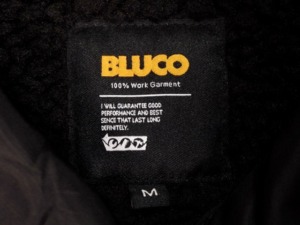 BLUCO
100% Work Garment
I WILL GUARANTEE GOOD
PERFORMANCE AND BEST
SENCE THAT LAST LONG
DEFINITELY.
M